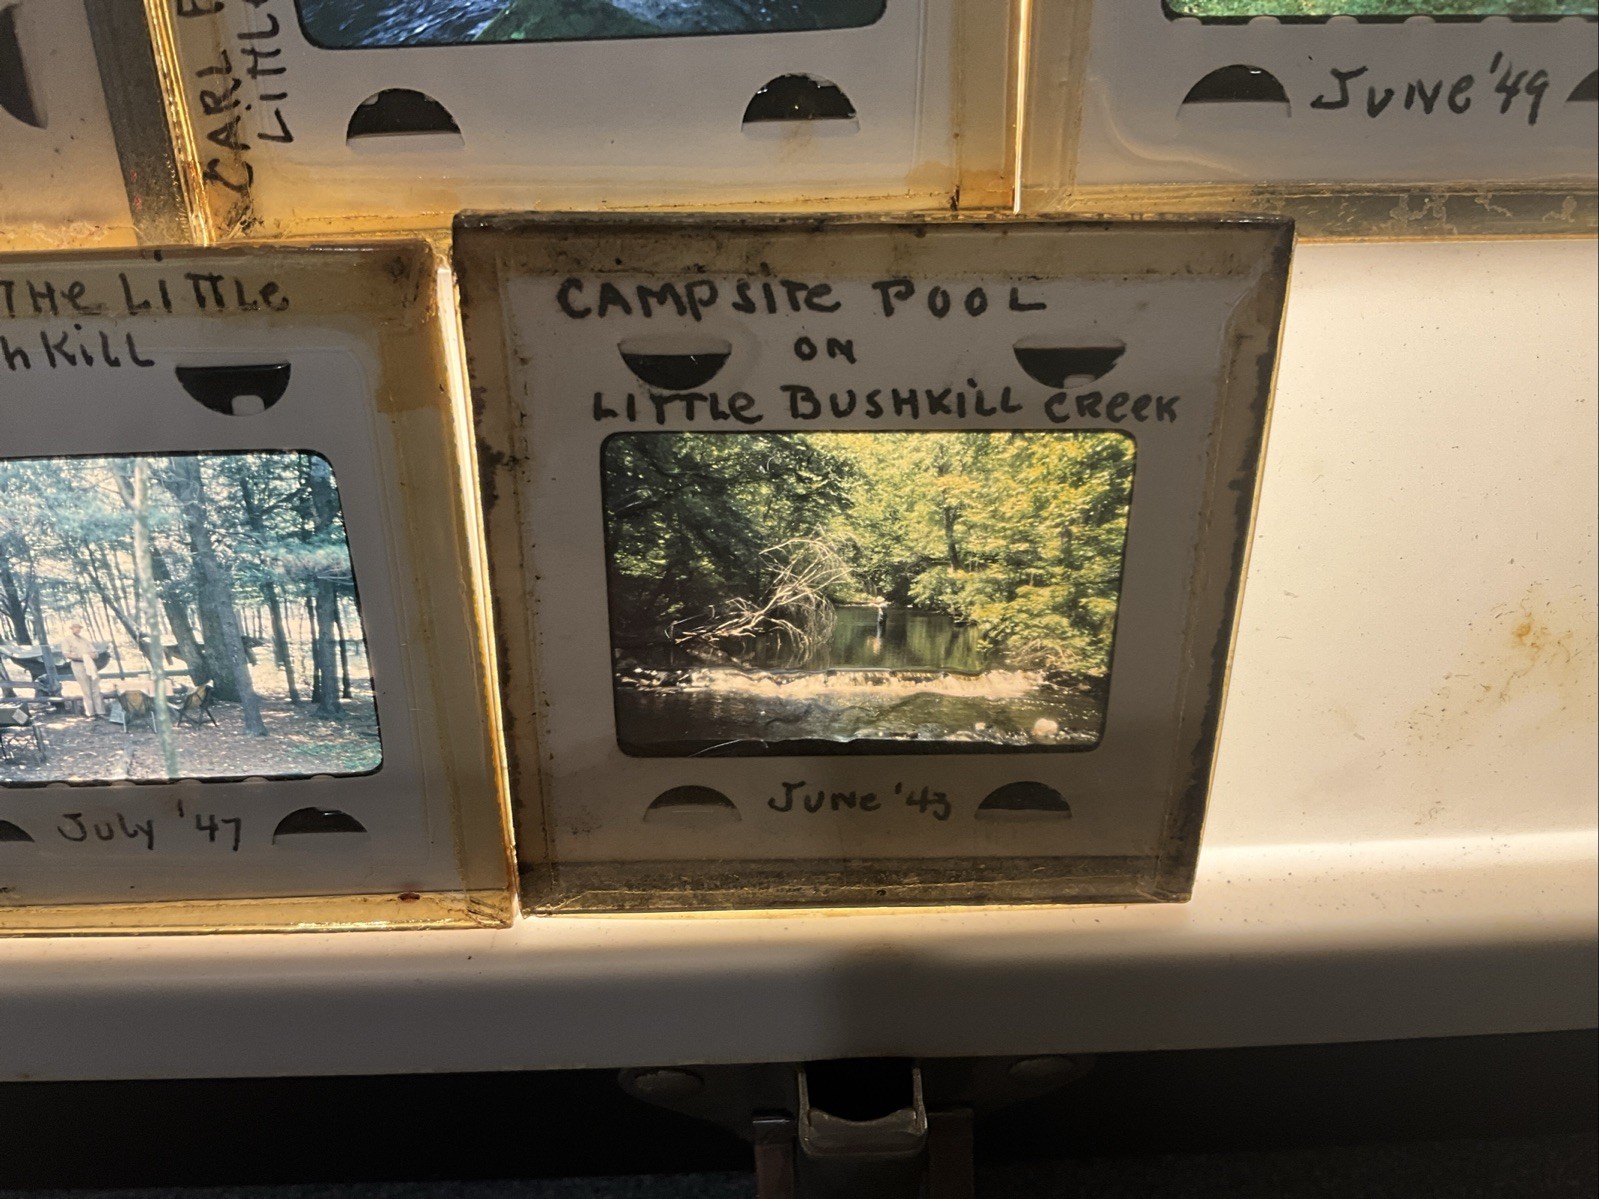 CARL
LITTLE
JUNE '49
THE LITTLE
hKiLL
July '47
CAMPSITE POOL
ON
LITTLE BUSHKILL CREEK
JUNE '43